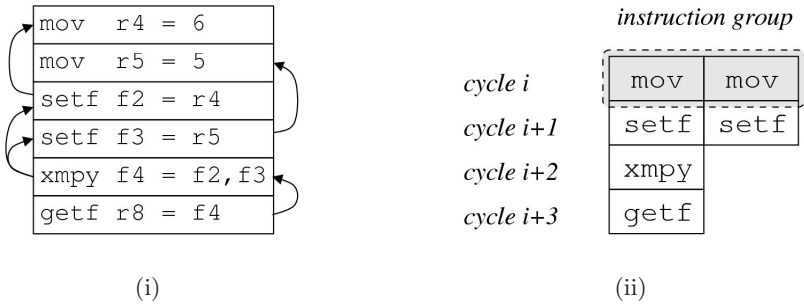 mov r4 = 6
mov r5 = 5
setf f2 = r4
setf f3 = r5
xmpy f4 = f2,f3
getf r8 = f4
(i)
instruction group
cycle i mov mov
cycle i+1 setf setf
cycle i+2 xmpy
cycle i+3 getf
(ii)